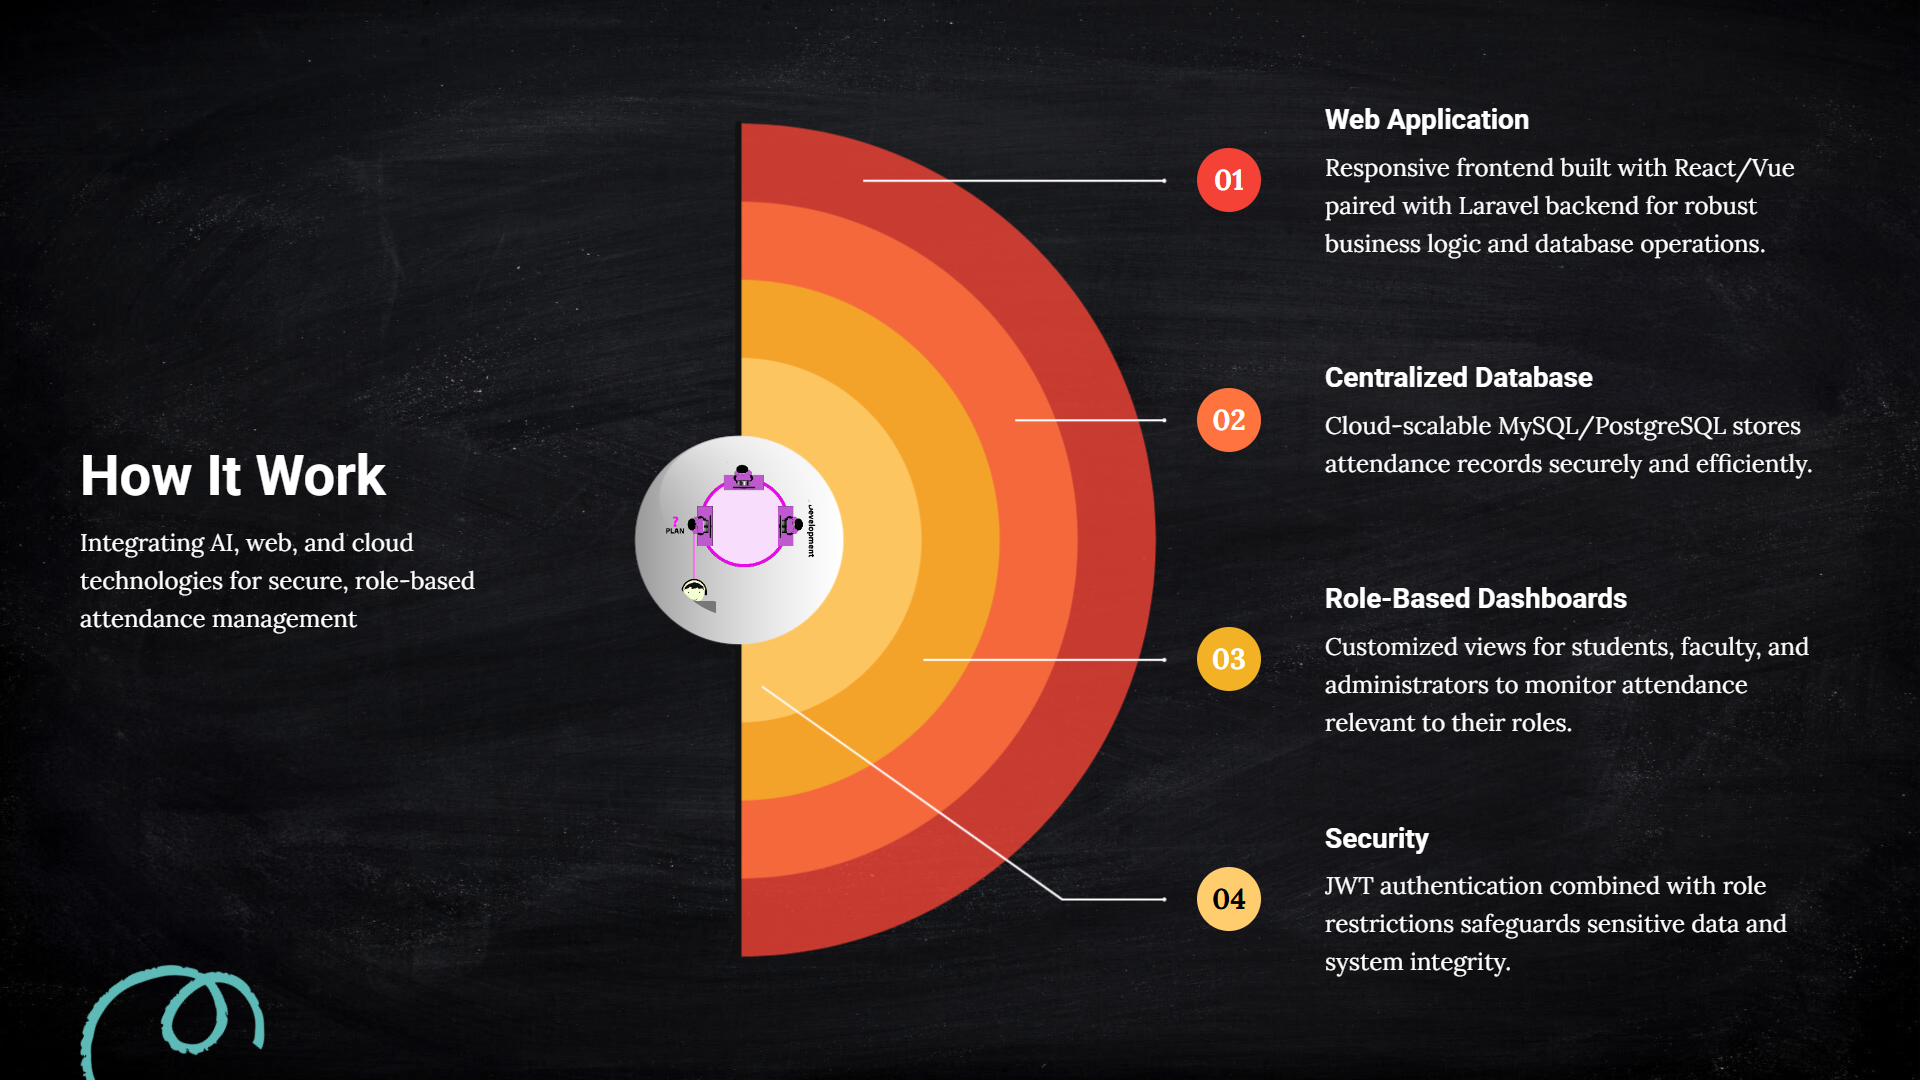 How It Work
Integrating AI, web, and cloud
technologies for secure, role-based
attendance management
?
PLAN
Development
01
Web Application
Responsive frontend built with React/Vue
paired with Laravel backend for robust
business logic and database operations.
02
Centralized Database
Cloud-scalable MySQL/PostgreSQL stores
attendance records securely and efficiently.
03
Role-Based Dashboards
Customized views for students, faculty, and
administrators to monitor attendance
relevant to their roles.
04
Security
JWT authentication combined with role
restrictions safeguards sensitive data and
system integrity.